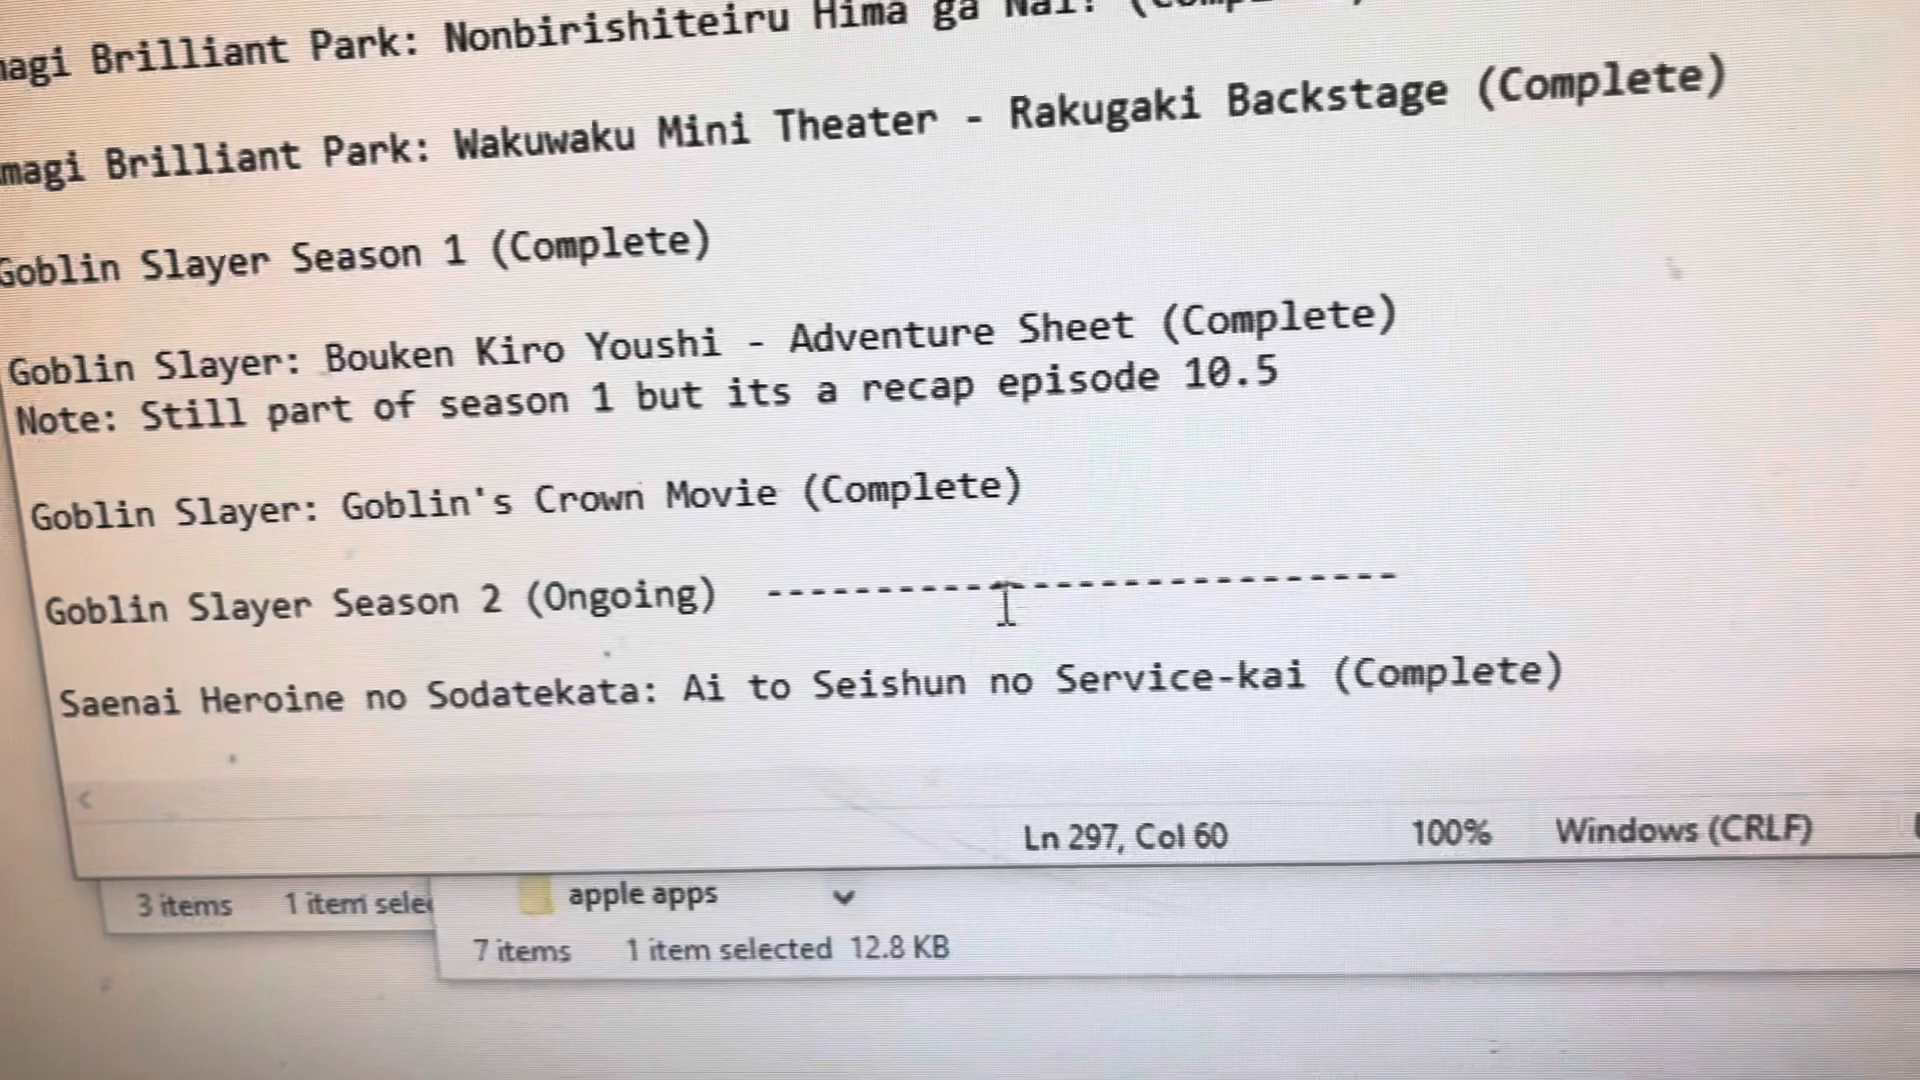 Brilliant Park: Nonbirishiteiru Hima ga Nai!
Brilliant Park: Wakuwaku Mini Theater - Rakugaki Backstage (Complete)
Goblin Slayer Season 1 (Complete)
Goblin Slayer: Bouken Kiro Youshi - Adventure Sheet (Complete)
Note: Still part of season 1 but its a recap episode 10.5
Goblin Slayer: Goblin's Crown Movie (Complete)
Goblin Slayer Season 2 (Ongoing) ------------------------------
Saenai Heroine no Sodatekata: Ai to Seishun no Service-kai (Complete)
Ln 297, Col 60 100% Windows (CRLF)
apple apps
3 items 1 item
7 items 1 item selected 12.8 KB